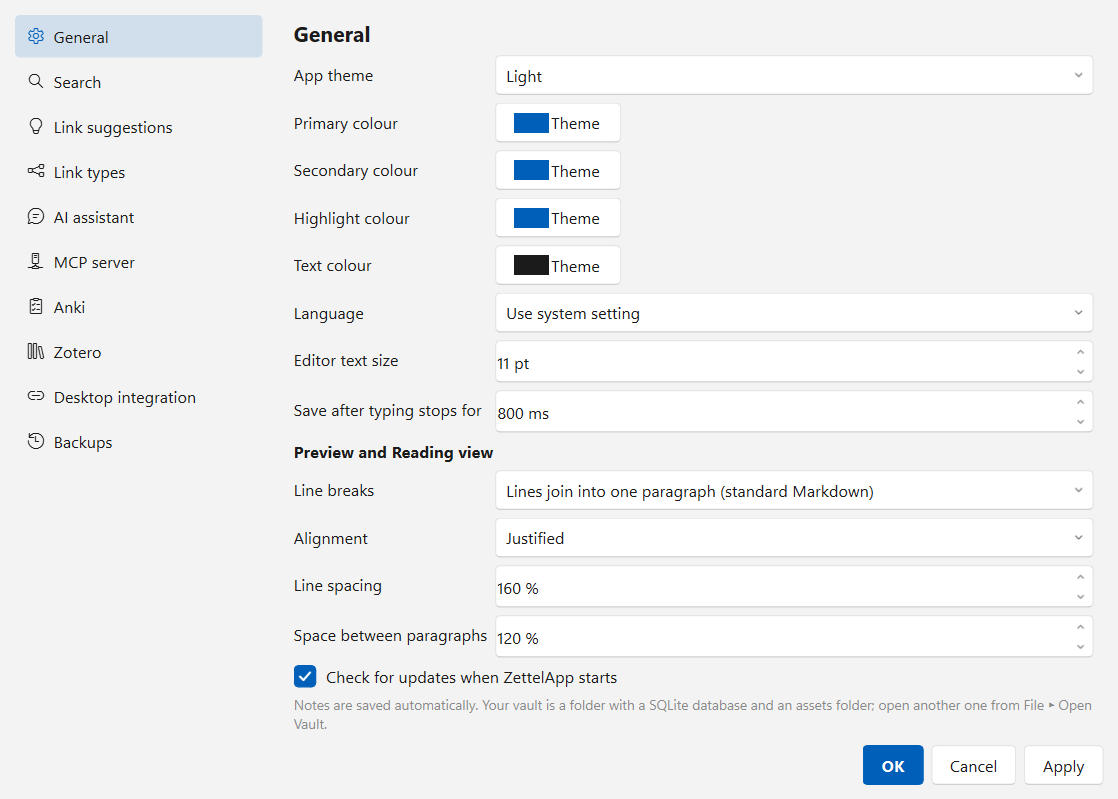 General
Search
Link suggestions
Link types
AI assistant
MCP server
Anki
Zotero
Desktop integration
Backups
General
App theme Light
Primary colour Theme
Secondary colour Theme
Highlight colour Theme
Text colour Theme
Language Use system setting
Editor text size 11 pt
Save after typing stops for 800 ms
Preview and Reading view
Line breaks Lines join into one paragraph (standard Markdown)
Alignment Justified
Line spacing 160 %
Space between paragraphs 120 %
Check for updates when ZettelApp starts
Notes are saved automatically. Your vault is a folder with a SQLite database and an assets folder; open another one from File ▸ Open
Vault.
OK Cancel Apply